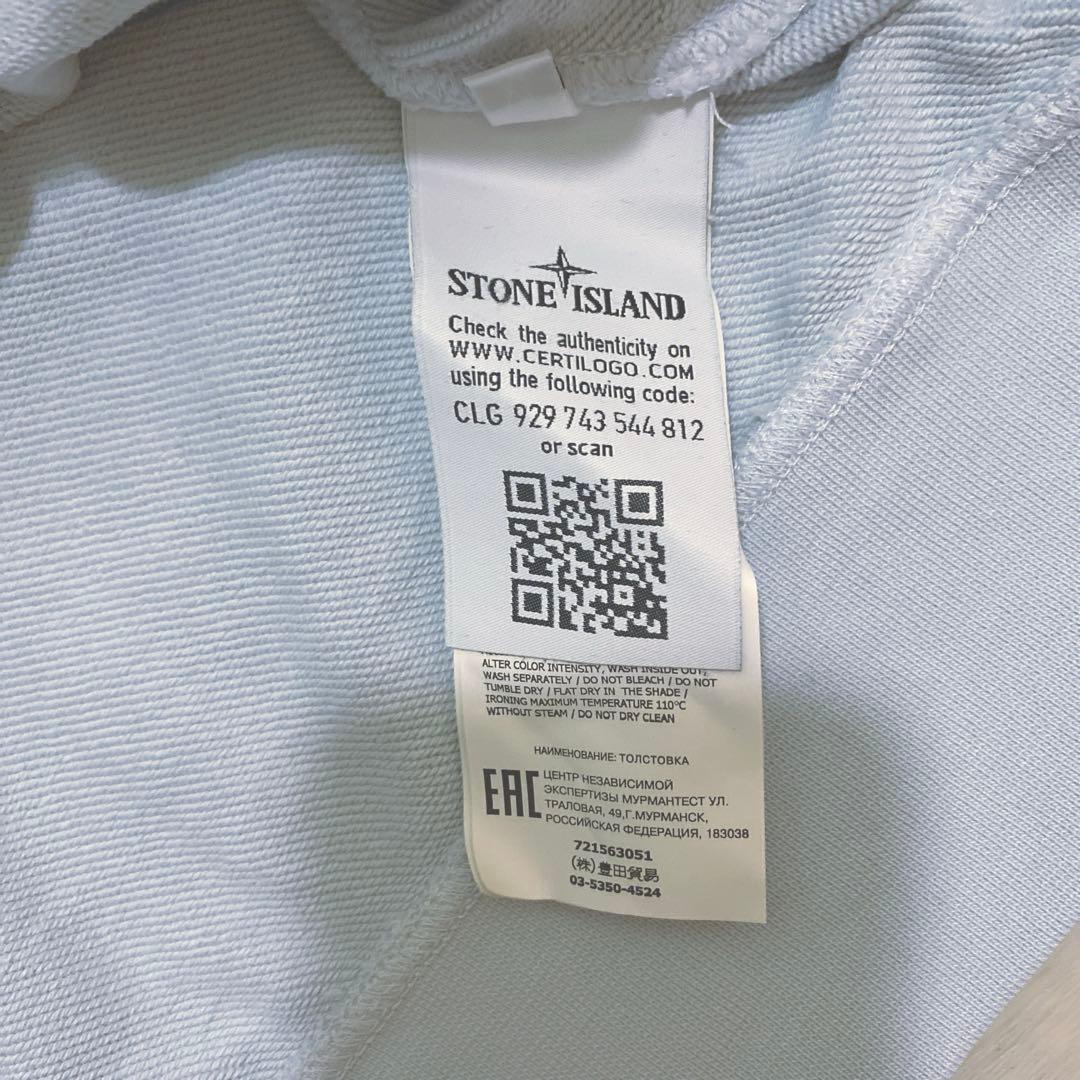 STONE ISLAND
Check the authenticity on
WWW.CERTILOGO.COM
using the following code:
CLG 929 743 544 812
or scan
ALTER COLOR INTENSITY, WASH INSIDE OUT,
WASH SEPARATELY / DO NOT BLEACH / DO NOT
TUMBLE DRY / FLAT DRY IN THE SHADE /
IRONING MAXIMUM TEMPERATURE 110°C
WITHOUT STEAM / DO NOT DRY CLEAN
НАИМЕНОВАНИЕ: ТОЛСТОВКА
EAC
ЦЕНТР НЕЗАВИСИМОЙ
ЭКСПЕРТИЗЫ МУРМАНТЕСТ УЛ.
ТРАЛОВАЯ, 49,Г.МУРМАНСК,
РОССИЙСКАЯ ФЕДЕРАЦИЯ, 183038
721563051
(株)豊田貿易
03-5350-4524